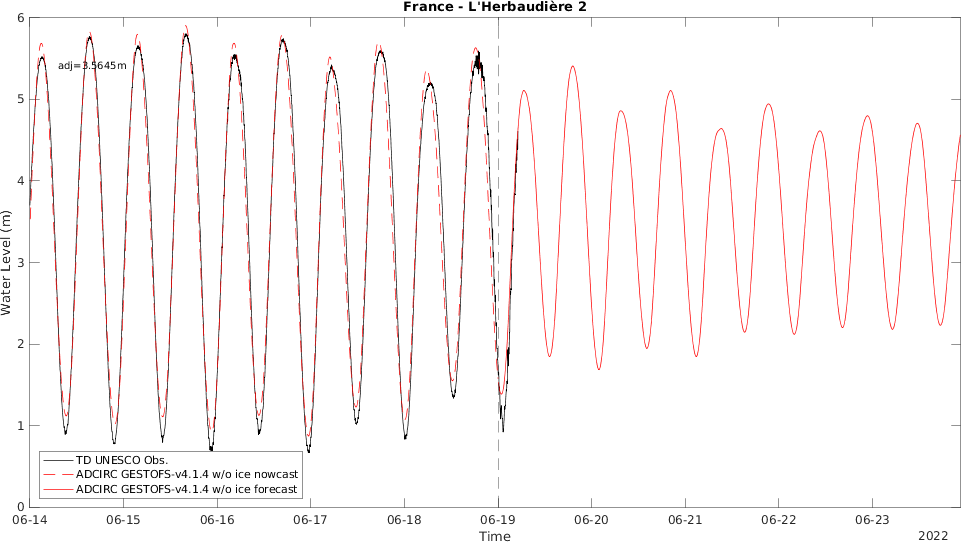 France - L'Herbaudière 2
6
adj=3.5645m
5
4
3
2
1
0
Water Level (m)
TD UNESCO Obs.
ADCIRC GESTOFS-v4.1.4 w/o ice nowcast
ADCIRC GESTOFS-v4.1.4 w/o ice forecast
06-14 06-15 06-16 06-17 06-18 06-19 06-20 06-21 06-22 06-23
Time
2022